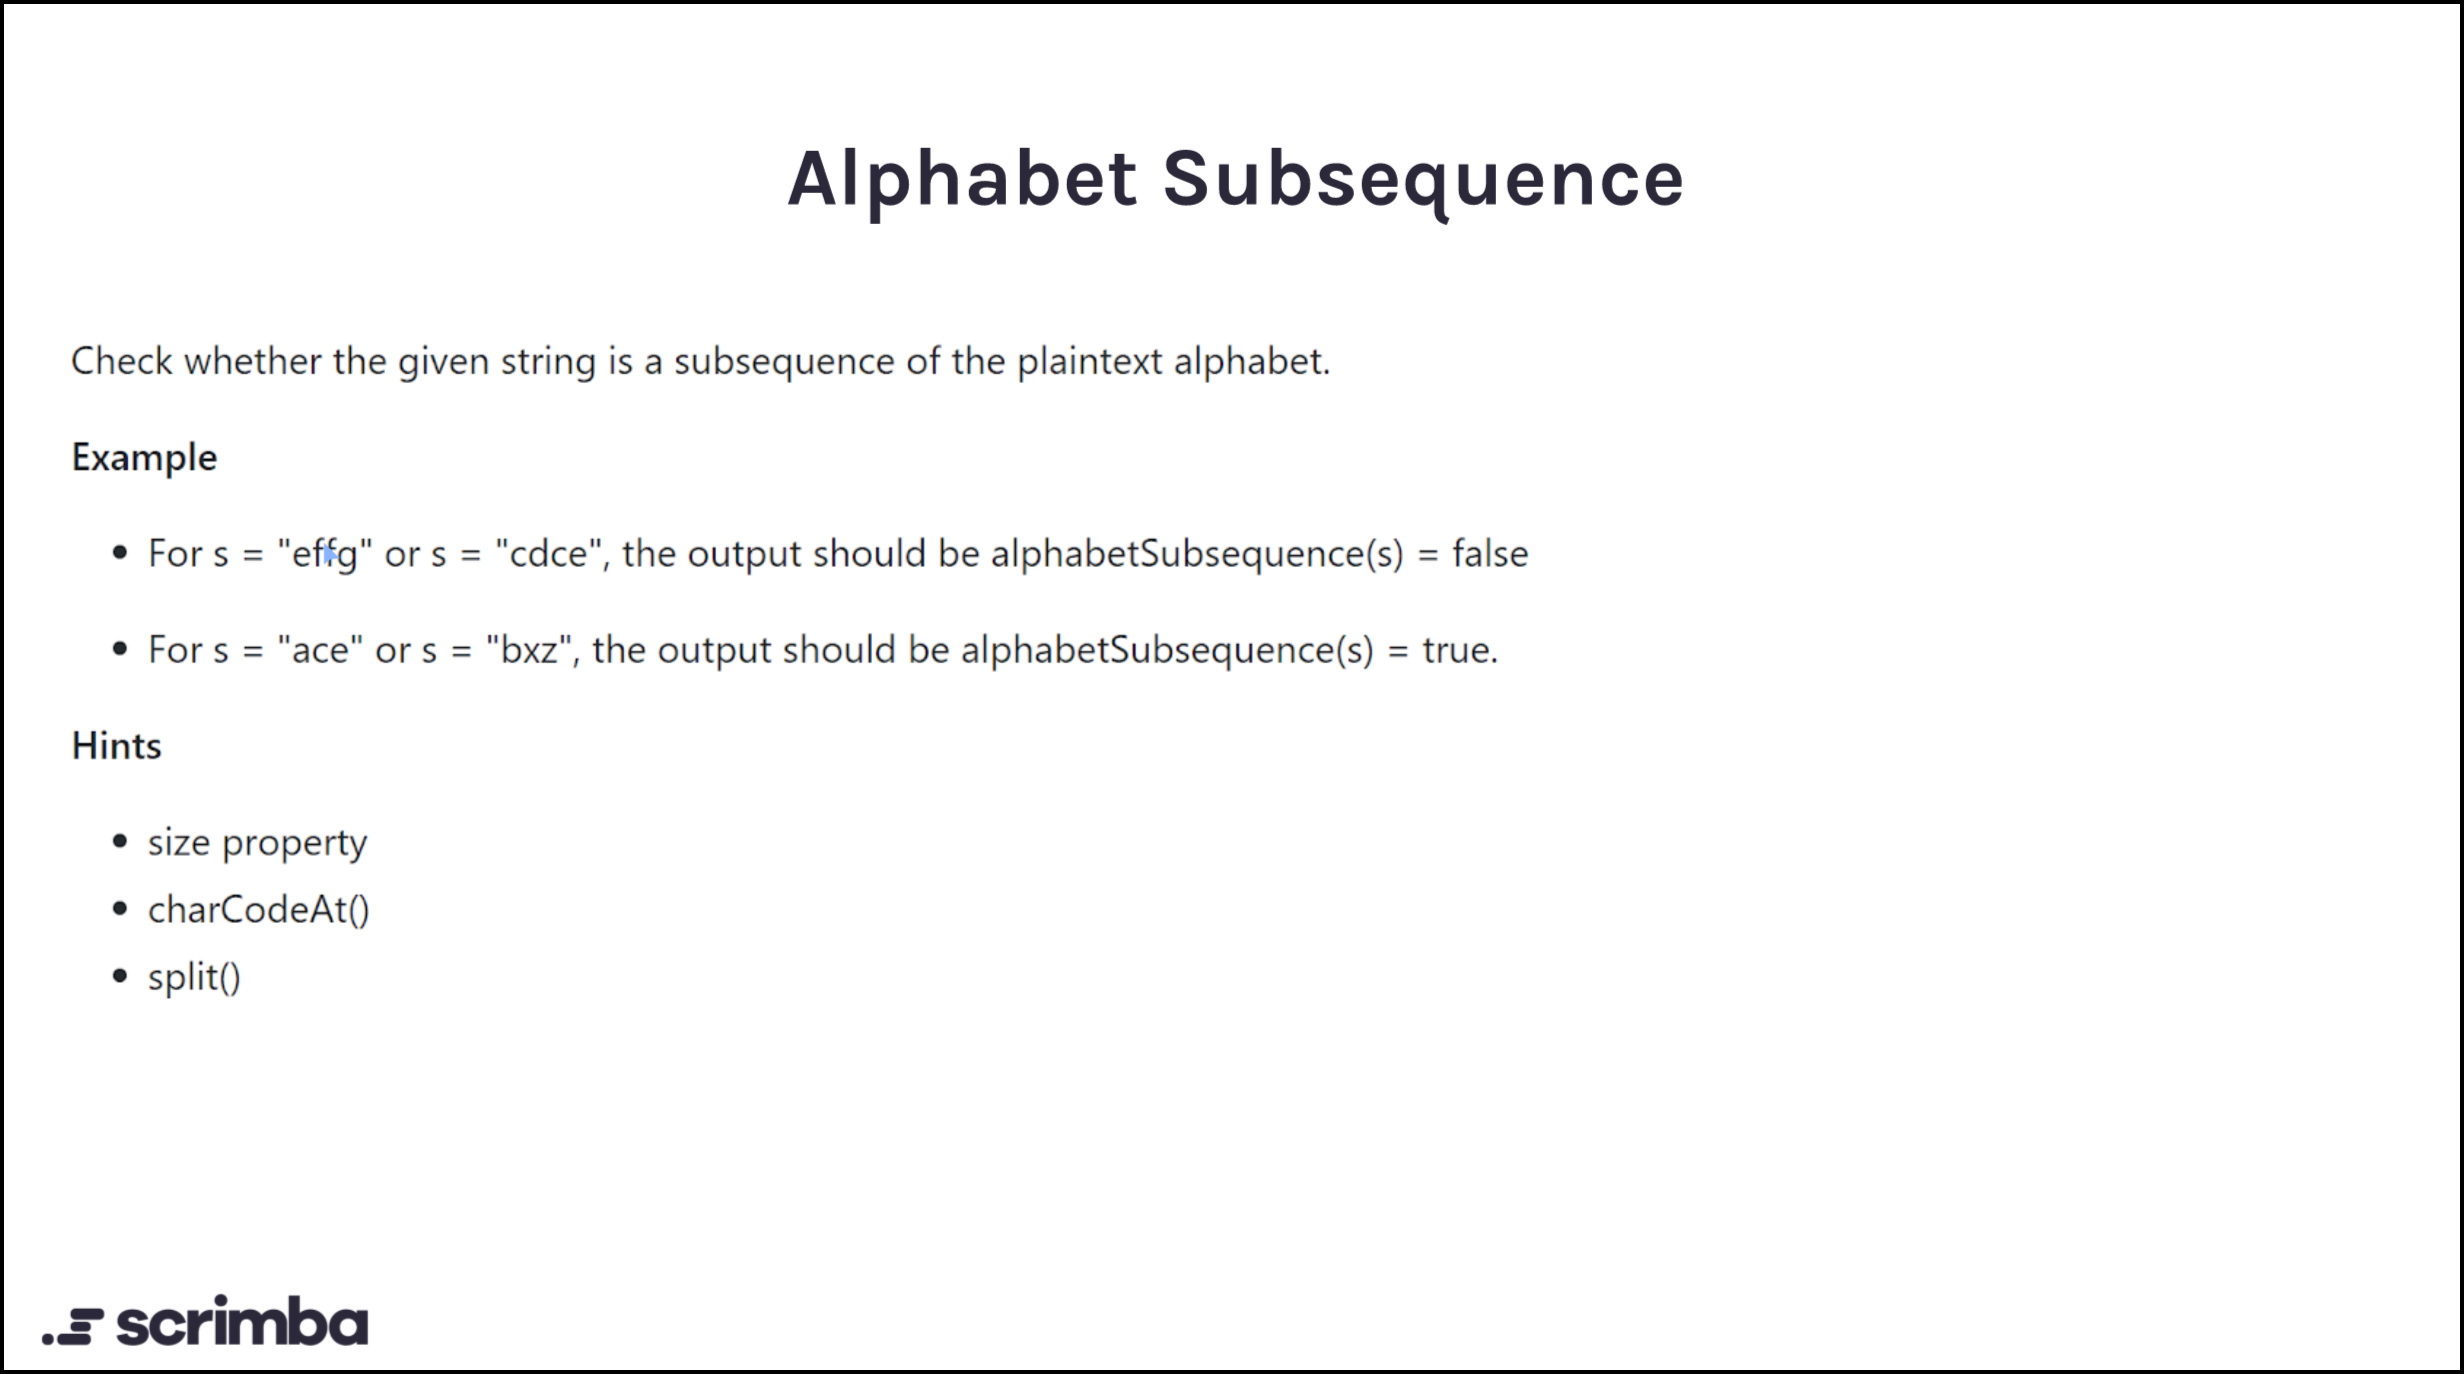 Alphabet Subsequence
Check whether the given string is a subsequence of the plaintext alphabet.
Example
• For s = "effg" or s = "cdce", the output should be alphabetSubsequence(s) = false
• For s = "ace" or s = "bxz", the output should be alphabetSubsequence(s) = true.
Hints
• size property
• charCodeAt()
• split()
scrimba